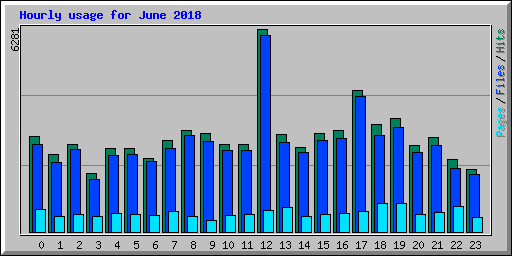 Hourly usage for June 2018
6281
Pages / Files / Hits
0 1 2 3 4 5 6 7 8 9 10 11 12 13 14 15 16 17 18 19 20 21 22 23